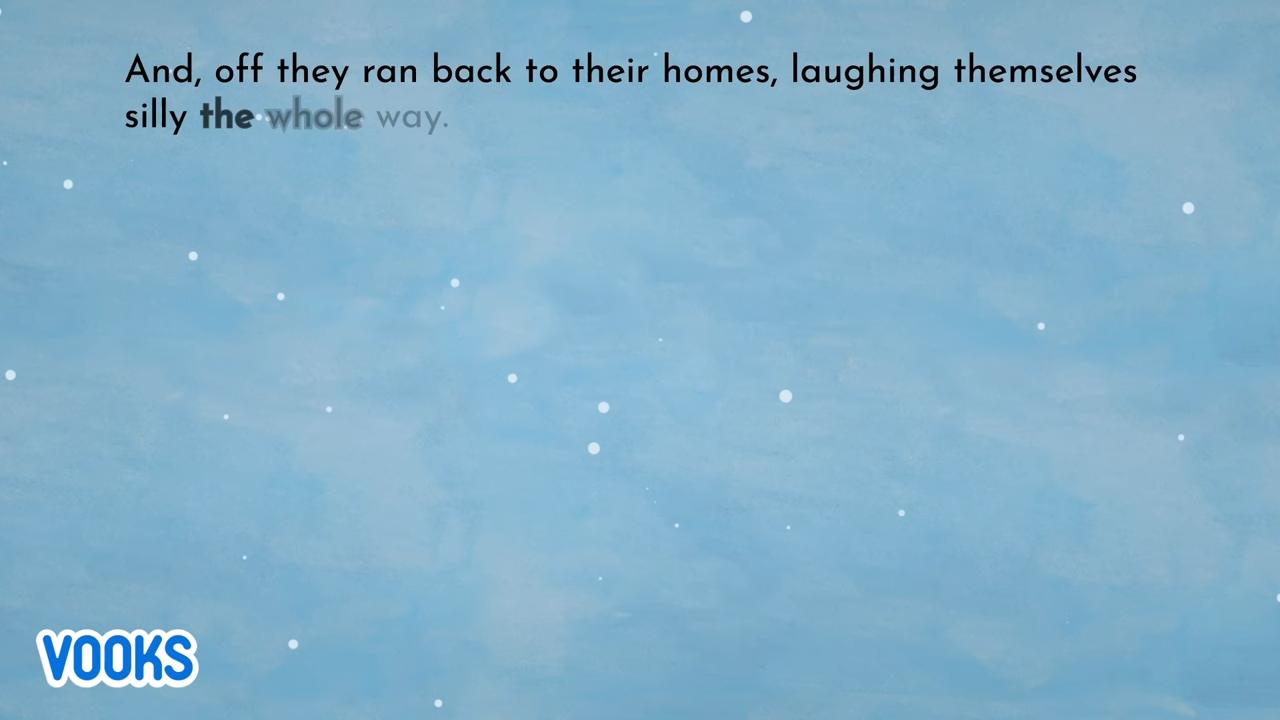 And, off they ran back to their homes, laughing themselves
silly the whole way.
VOOKS